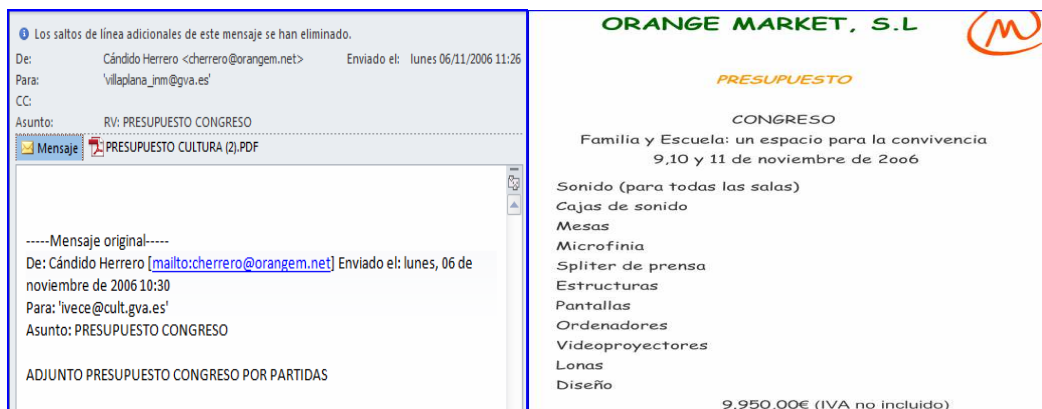 Los saltos de línea adicionales de este mensaje se han eliminado.
De: Cándido Herrero <cherrero@orangem.net> Enviado el: lunes 06/11/2006 11:26
Para: 'villaplana_inm@gva.es'
CC:
Asunto: RV: PRESUPUESTO CONGRESO
Mensaje PRESUPUESTO CULTURA (2).PDF
-----Mensaje original-----
De: Cándido Herrero [mailto:cherrero@orangem.net] Enviado el: lunes, 06 de
noviembre de 2006 10:30
Para: 'ivece@cult.gva.es'
Asunto: PRESUPUESTO CONGRESO
ADJUNTO PRESUPUESTO CONGRESO POR PARTIDAS
ORANGE MARKET, S.L
PRESUPUESTO
CONGRESO
Familia y Escuela: un espacio para la convivencia
9,10 y 11 de noviembre de 2oo6
Sonido (para todas las salas)
Cajas de sonido
Mesas
Microfinia
Spliter de prensa
Estructuras
Pantallas
Ordenadores
Videoproyectores
Lonas
Diseño
9.950,00€ (IVA no incluido)